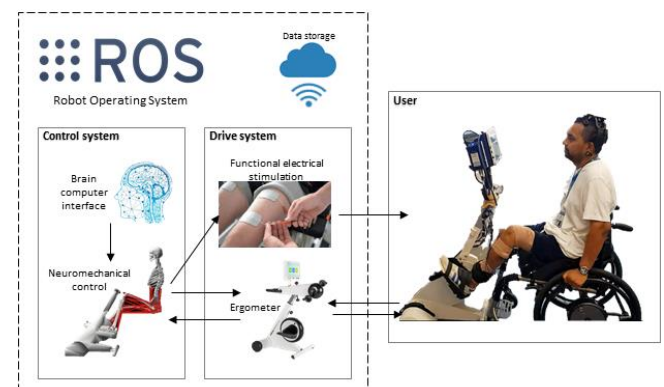 ROS
Robot Operating System
Data storage
Control system
Brain
computer
interface
Neuromechanical
control
Drive system
Functional electrical
stimulation
Ergometer
User